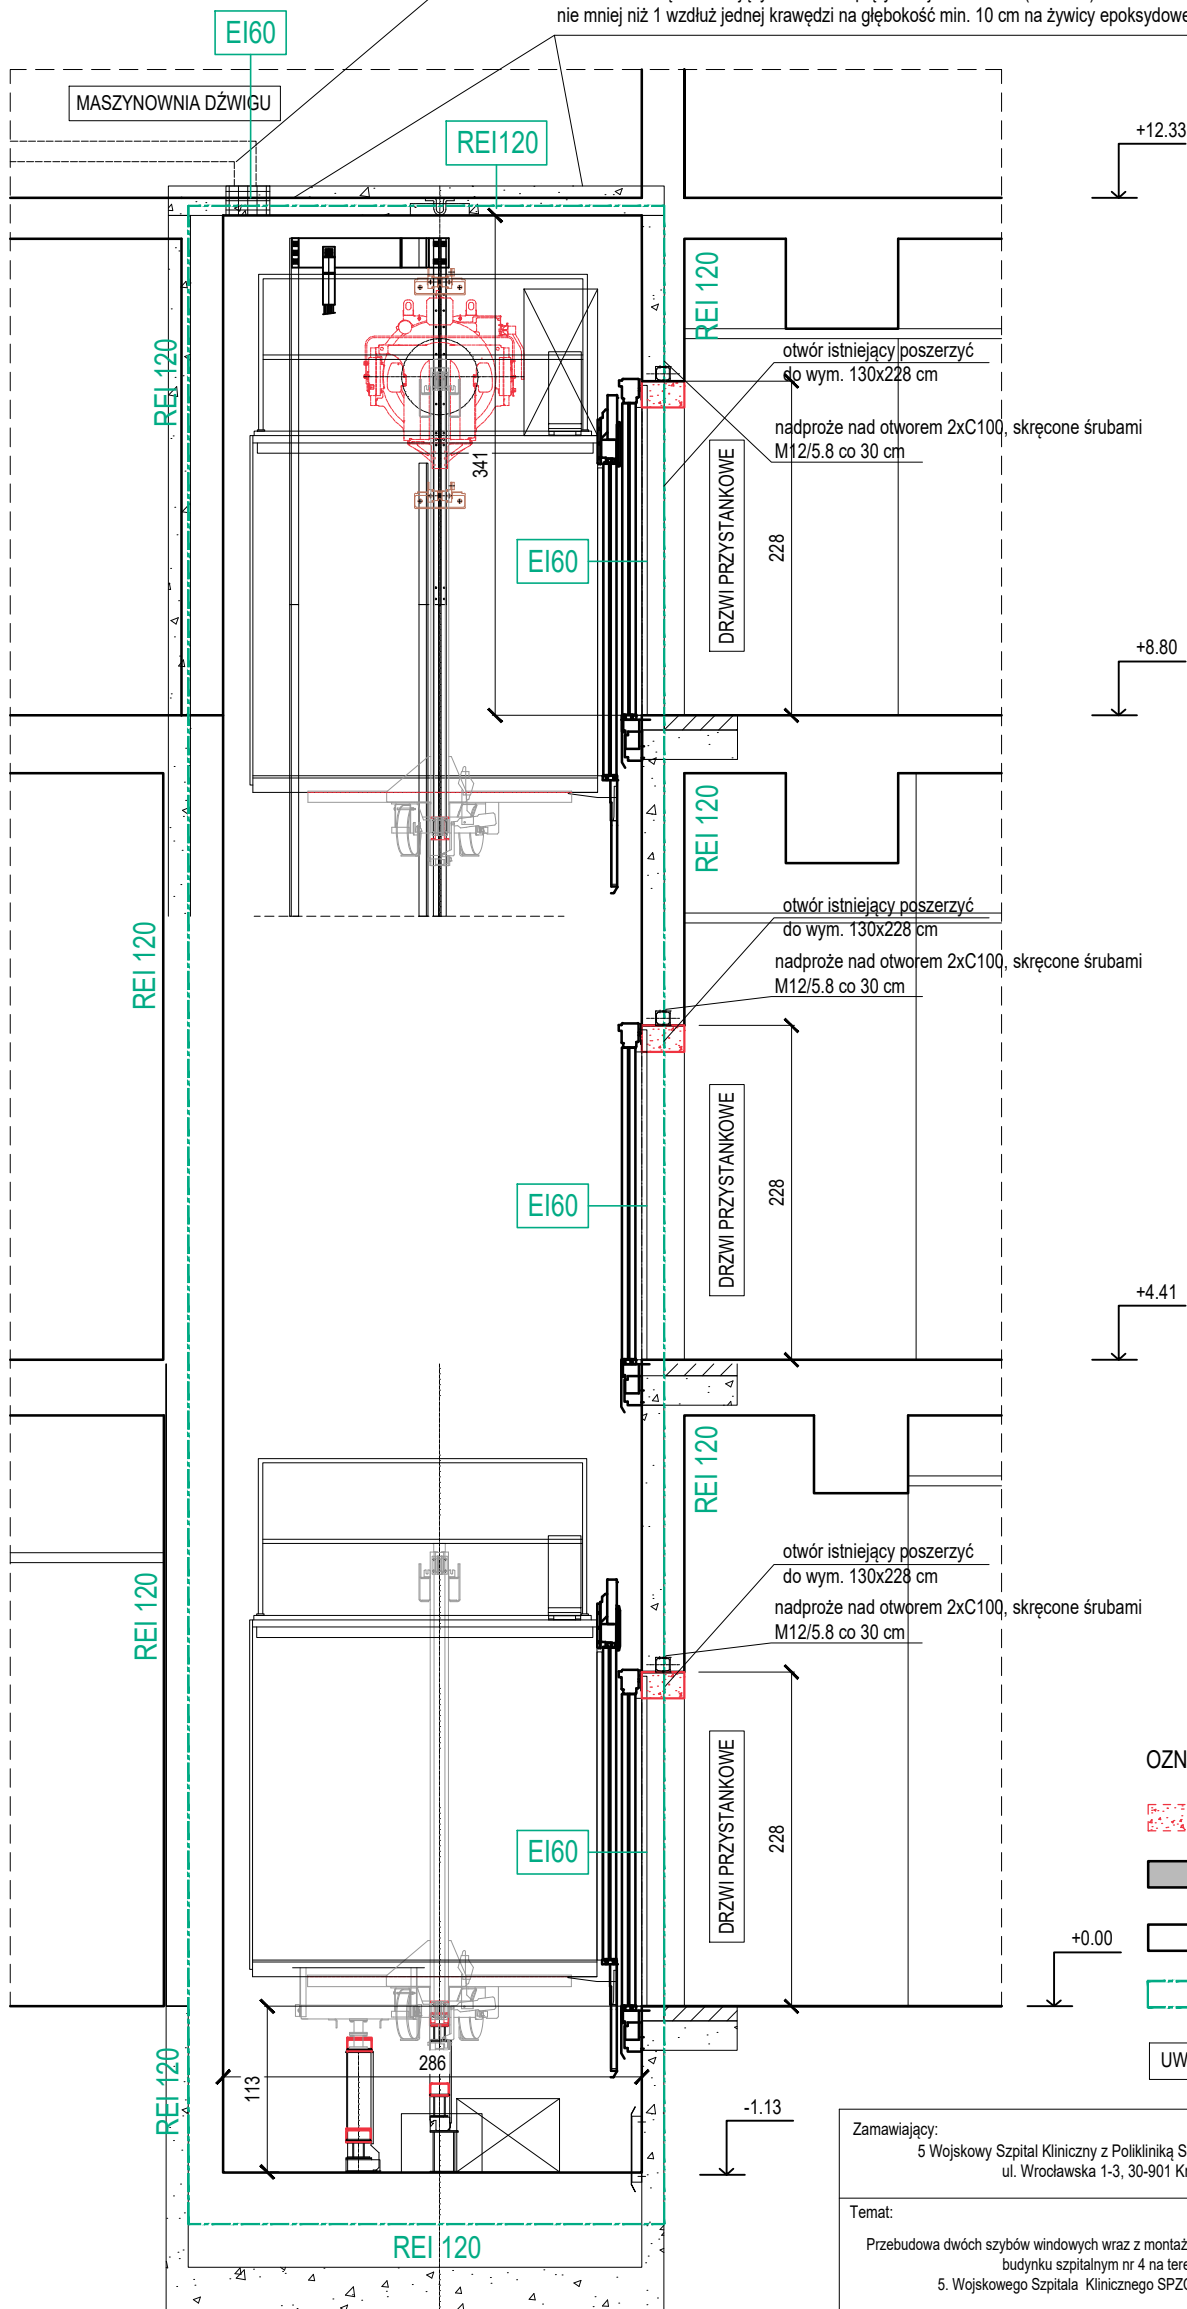 nie mniej niż 1 wzdłuż jednej krawędzi na głębokość min. 10 cm na żywicy
EI60
MASZYNOWNIA DŹWIGU
REI120
+12.33
REI 120
REI 120
otwór istniejący poszerzyć
do wym. 130x228 cm
nadproże nad otworem 2xC100, skręcone śrubami
M12/5.8 co 30 cm
341
EI60
DRZWI PRZYSTANKOWE
228
+8.80
REI 120
REI 120
otwór istniejący poszerzyć
do wym. 130x228 cm
nadproże nad otworem 2xC100, skręcone śrubami
M12/5.8 co 30 cm
EI60
DRZWI PRZYSTANKOWE
228
+4.41
REI 120
REI 120
otwór istniejący poszerzyć
do wym. 130x228 cm
nadproże nad otworem 2xC100, skręcone śrubami
M12/5.8 co 30 cm
EI60
DRZWI PRZYSTANKOWE
228
OZN
+0.00
REI 120
113
286
UW
-1.13
REI 120
Zamawiający:
5 Wojskowy Szpital Kliniczny z Polikliniką S
ul. Wrocławska 1-3, 30-901 K
Temat:
Przebudowa dwóch szybów windowych wraz z montaż
budynku szpitalnym nr 4 na tere
5. Wojskowego Szpitala Klinicznego SPZ